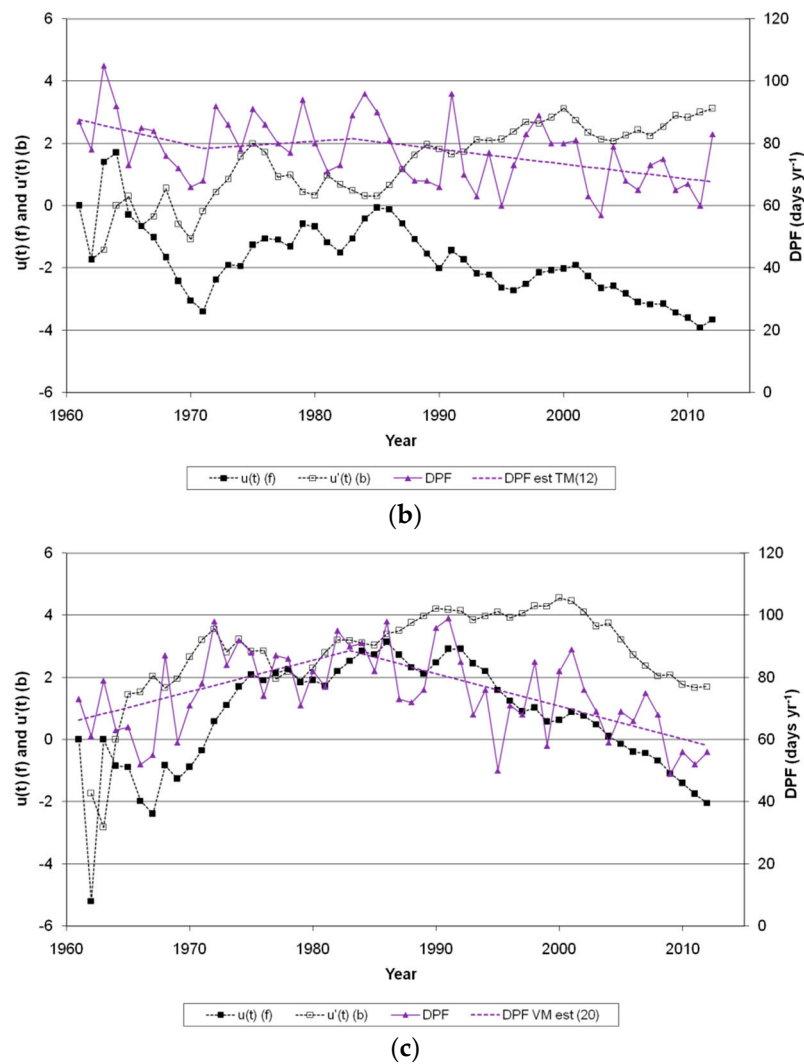 6
4
2
0
-2
-4
-6
u(t) (f) and u'(t) (b)
120
100
80
60
40
20
0
DPF (days yr⁻¹)
1960 1970 1980 1990 2000 2010
Year
u(t) (f) u'(t) (b) DPF DPF est TM(12)
(b)
6
4
2
0
-2
-4
-6
u(t) (f) and u'(t) (b)
120
100
80
60
40
20
0
DPF (days yr⁻¹)
1960 1970 1980 1990 2000 2010
Year
u(t) (f) u'(t) (b) DPF DPF VM est (20)
(c)